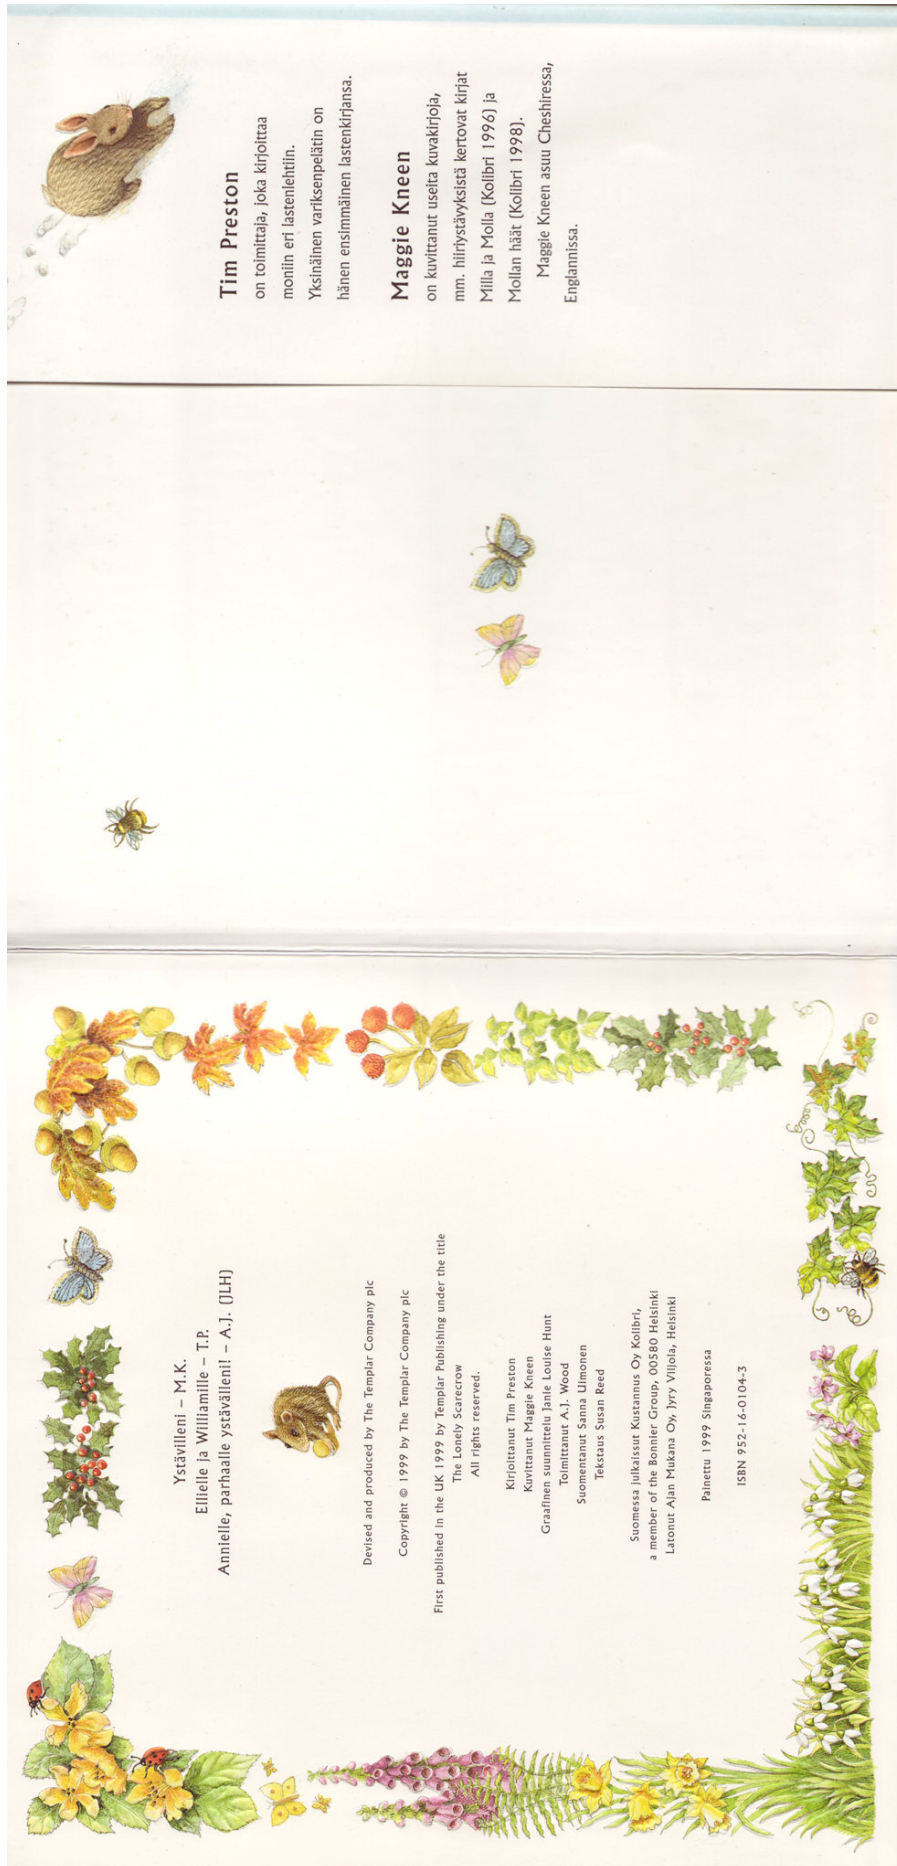 Ystävilleni – M.K.
Ellielle ja Williamille – T.P.
Annielle, parhaalle ystävälleni! – A.J. (JLH)
Devised and produced by The Templar Company plc
Copyright © 1999 by The Templar Company plc
First published in the UK 1999 by Templar Publishing under the title
The Lonely Scarecrow
All rights reserved.
Kirjoittanut Tim Preston
Kuvittanut Maggie Kneen
Graafinen suunnittelu Janie Louise Hunt
Toimittanut A.J. Wood
Suomentanut Sanna Uimonen
Tekstaus Susan Reed
Suomessa julkaissut Kustannus Oy Kolibri,
a member of the Bonnier Group, 00580 Helsinki
Latonut Ajan Mukana Oy, Jyry Viljola, Helsinki
Painettu 1999 Singaporessa
ISBN 952-16-0104-3
Tim Preston
on toimittaja, joka kirjoittaa
moniin eri lastenlehtiin.
Yksinäinen variksenpelätin on
hänen ensimmäinen lastenkirjansa.
Maggie Kneen
on kuvittanut useita kuvakirjoja,
mm. hiiriystävyksistä kertovat kirjat
Milla ja Molla (Kolibri 1996) ja
Mollan häät (Kolibri 1998).
Maggie Kneen asuu Cheshiressa,
Englannissa.